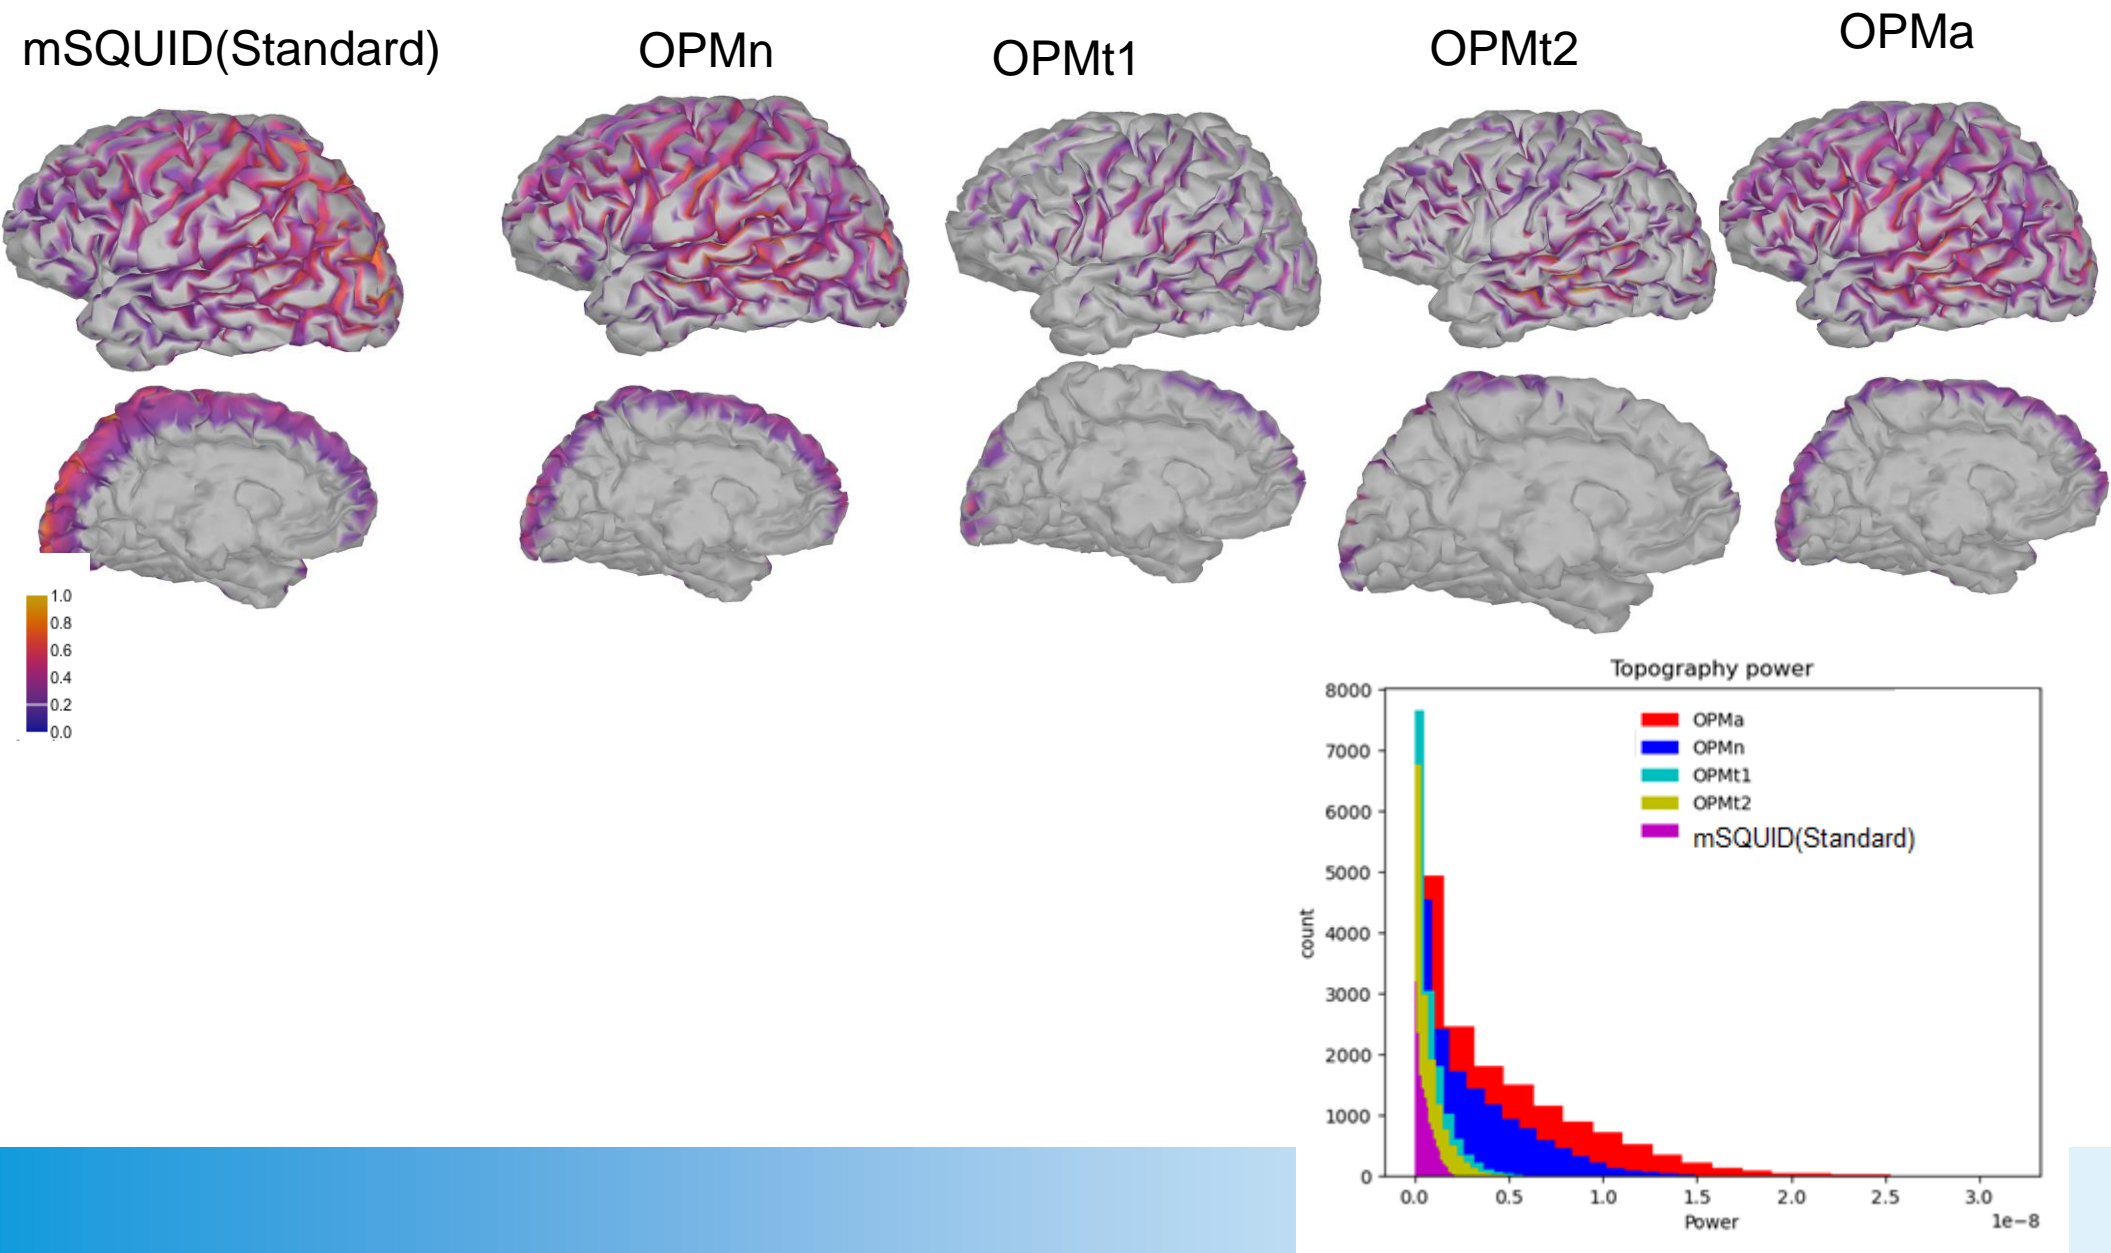 mSQUID(Standard)
OPMn
OPMt1
OPMt2
OPMa
1.0
0.8
0.6
0.4
0.2
0.0
Topography power
8000
7000
6000
5000
4000
3000
2000
1000
0
count
OPMa
OPMn
OPMt1
OPMt2
mSQUID(Standard)
0.0 0.5 1.0 1.5 2.0 2.5 3.0
1e−8
Power